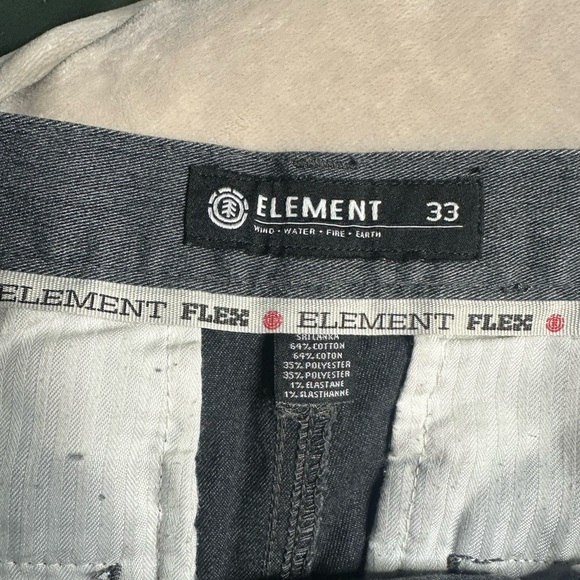 ELEMENT 33
WIND • WATER • FIRE • EARTH
ELEMENT FLEX ELEMENT FLEX
SRI LANKA
64% COTTON
64% COTON
35% POLYESTER
35% POLYESTER
1% ELASTANE
1% ELASTHANNE